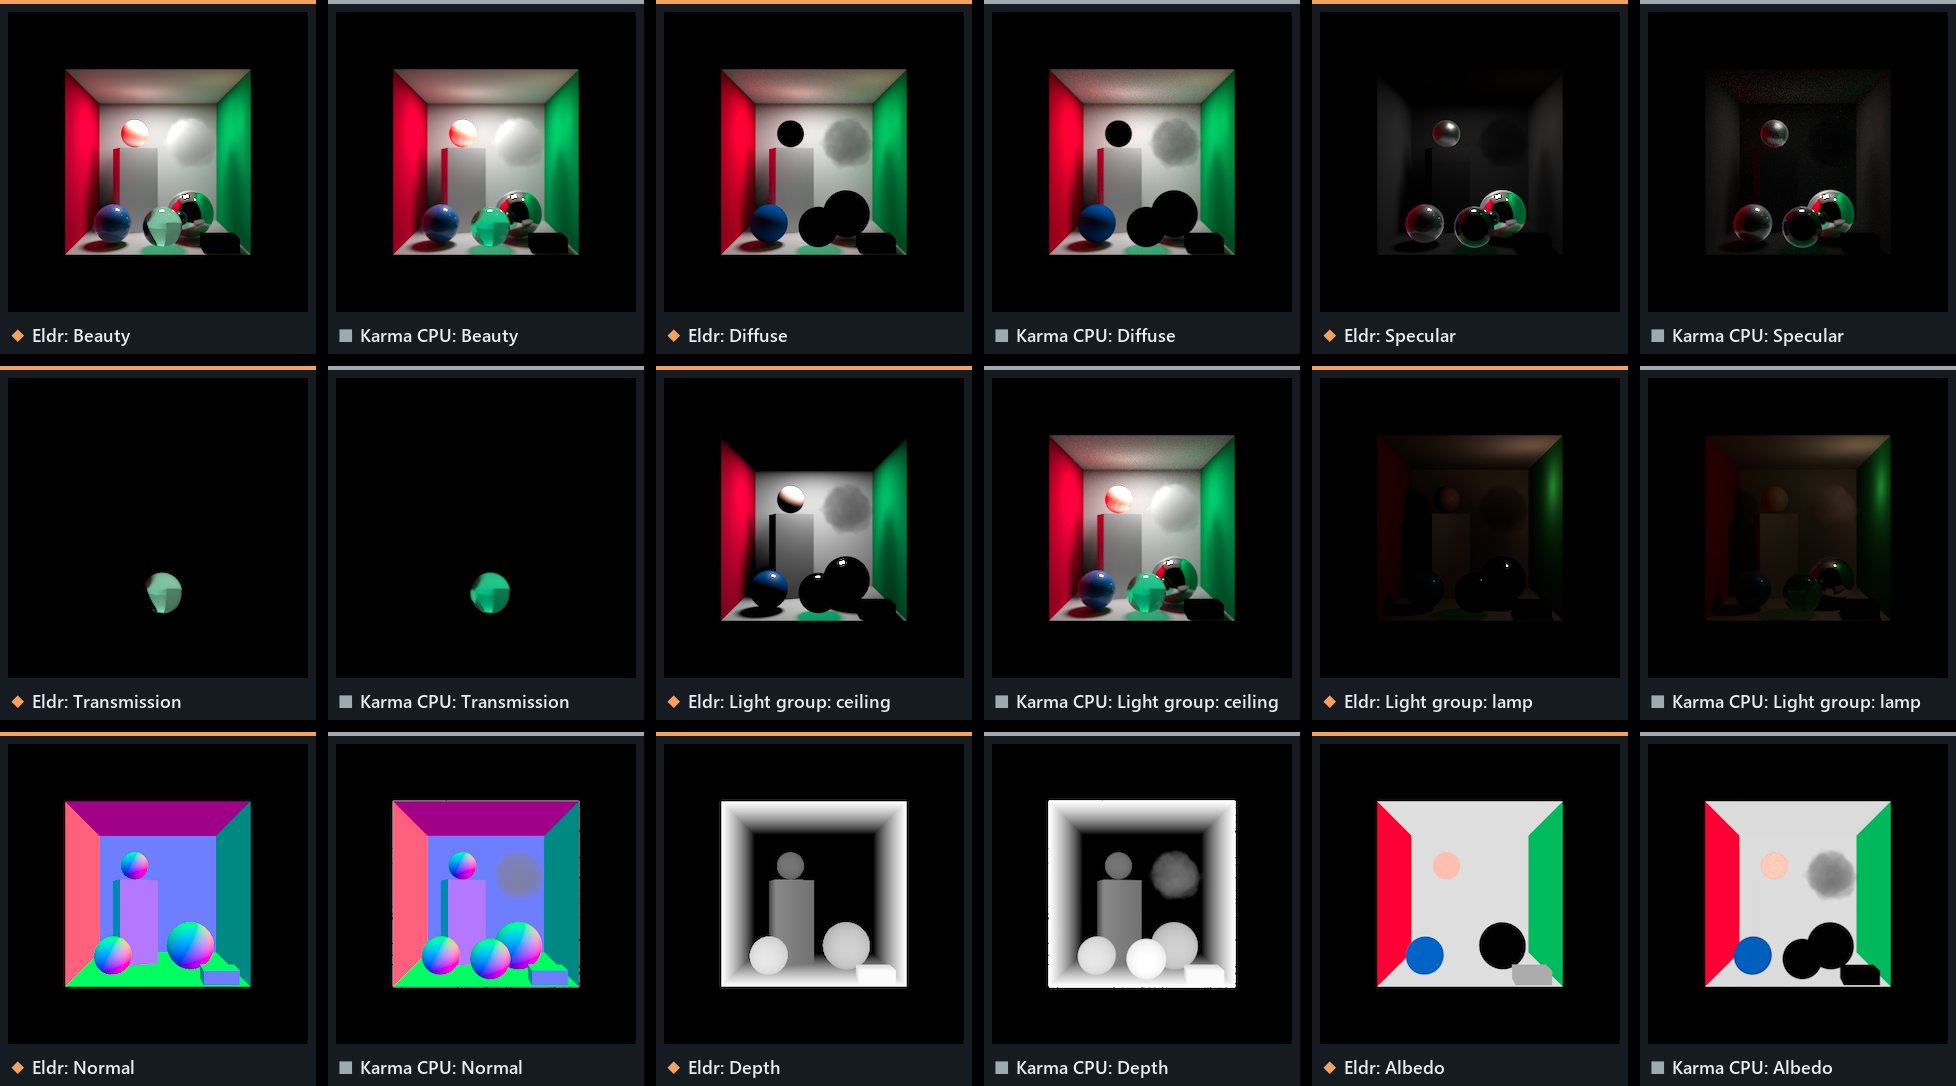 Eldr: Beauty
Karma CPU: Beauty
Eldr: Diffuse
Karma CPU: Diffuse
Eldr: Specular
Karma CPU: Specular
Eldr: Transmission
Karma CPU: Transmission
Eldr: Light group: ceiling
Karma CPU: Light group: ceiling
Eldr: Light group: lamp
Karma CPU: Light group: lamp
Eldr: Normal
Karma CPU: Normal
Eldr: Depth
Karma CPU: Depth
Eldr: Albedo
Karma CPU: Albedo